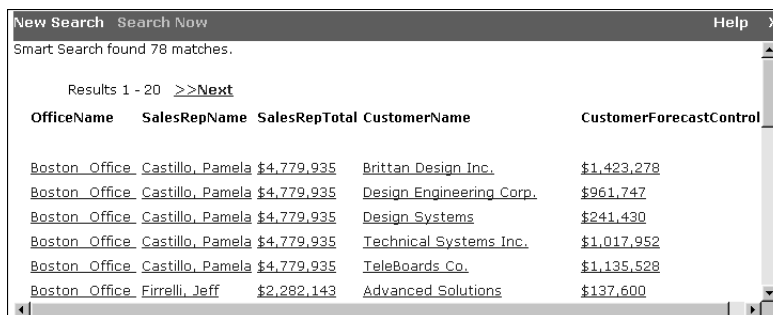 New Search Search Now Help X
Smart Search found 78 matches.
Results 1 - 20 >>Next
OfficeName SalesRepName SalesRepTotal CustomerName CustomerForecastControl
Boston Office Castillo, Pamela $4,779,935 Brittan Design Inc. $1,423,278
Boston Office Castillo, Pamela $4,779,935 Design Engineering Corp. $961,747
Boston Office Castillo, Pamela $4,779,935 Design Systems $241,430
Boston Office Castillo, Pamela $4,779,935 Technical Systems Inc. $1,017,952
Boston Office Castillo, Pamela $4,779,935 TeleBoards Co. $1,135,528
Boston Office Firrelli, Jeff $2,282,143 Advanced Solutions $137,600